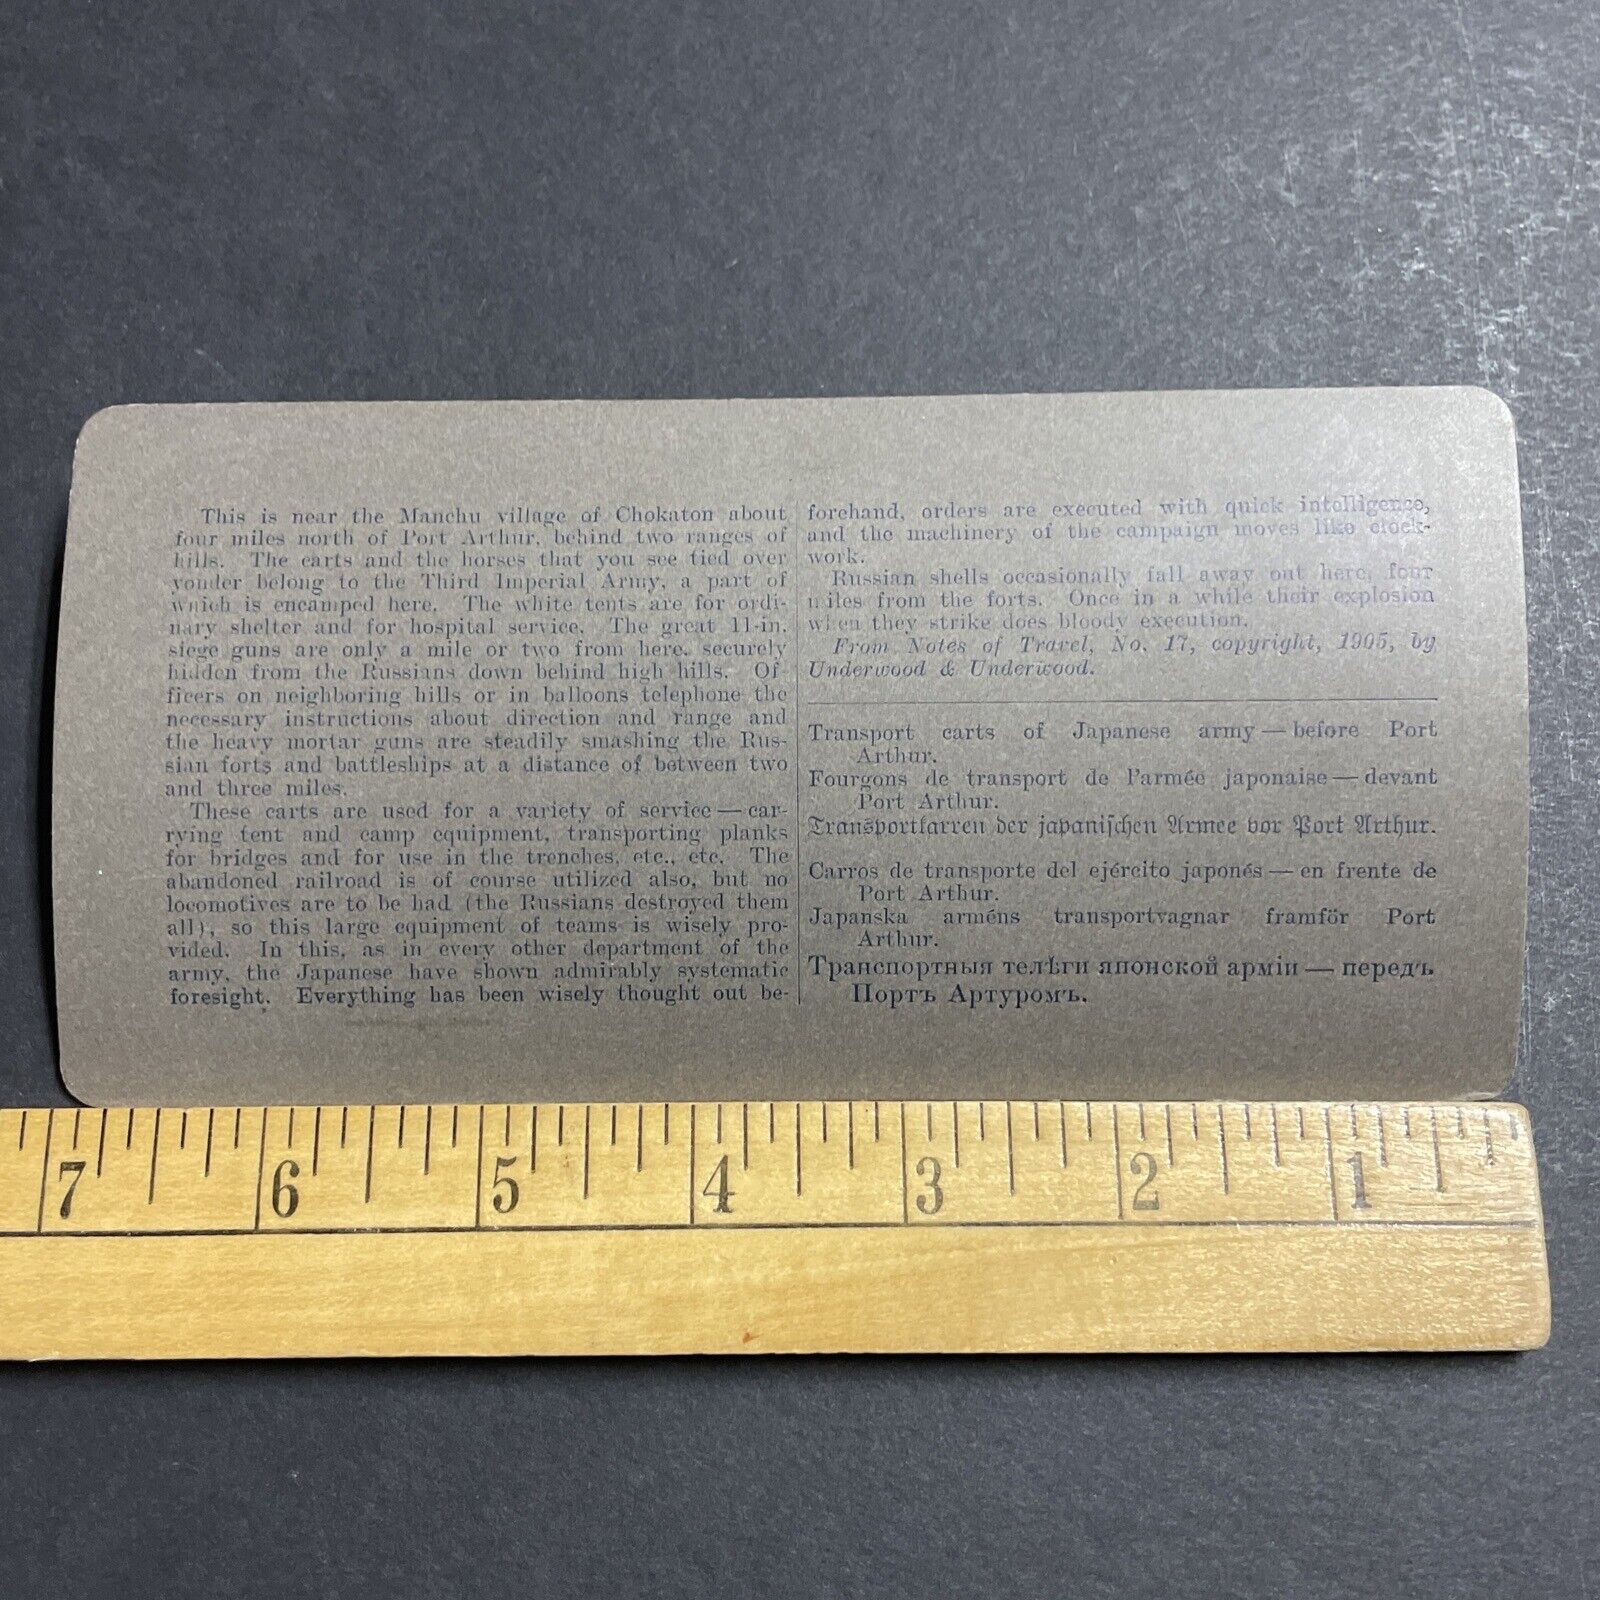 This is near the Manchu village of Chokaton about
four miles north of Port Arthur, behind two ranges of
hills. The carts and the horses that you see tied over
yonder belong to the Third Imperial Army, a part of
which is encamped here. The white tents are for ordi-
nary shelter and for hospital service. The great 11-in.
siege guns are only a mile or two from here, securely
hidden from the Russians down behind high hills. Of
ficers on neighboring hills or in balloons telephone the
necessary instructions about direction and range and
the heavy mortar guns are steadily smashing the Rus-
sian forts and battleships at a distance of between two
and three miles.
These carts are used for a variety of service — car-
rying tent and camp equipment, transporting planks
for bridges and for use in the trenches, etc., etc. The
abandoned railroad is of course utilized also, but no
locomotives are to be had (the Russians destroyed them
all), so this large equipment of teams is wisely pro-
vided. In this, as in every other department of the
army, the Japanese have shown admirably systematic
foresight. Everything has been wisely thought out be-
forehand, orders are executed with quick intelligence,
and the machinery of the campaign moves like clock-
work.
Russian shells occasionally fall away out here, four
miles from the forts. Once in a while their explosion
when they strike does bloody execution.
From Notes of Travel, No. 17, copyright, 1905, by
Underwood & Underwood.
Transport carts of Japanese army — before Port
Arthur.
Fourgons de transport de l'armée japonaise — devant
Port Arthur.
Transportkarren der japanischen Armee vor Port Arthur.
Carros de transporte del ejército japonés — en frente de
Port Arthur.
Japanska arméns transportvagnar framför Port
Arthur.
Транспортныя телѣги японской арміи — передъ
Портъ Артуромъ.
7 6 5 4 3 2 1